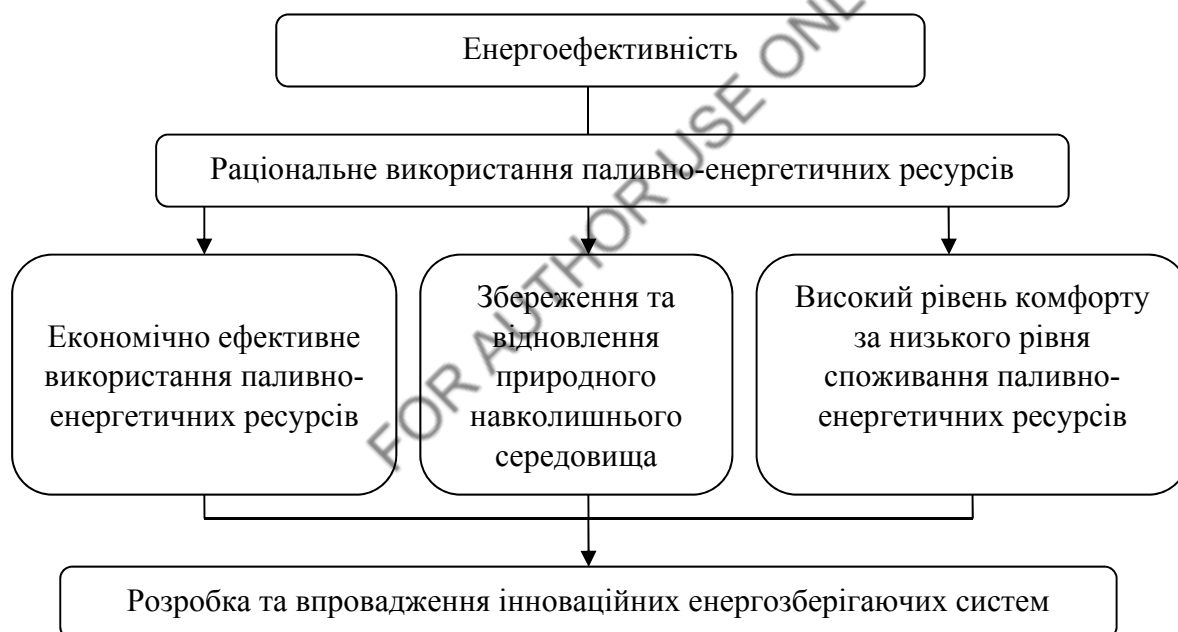 Енергоефективність
Раціональне використання паливно-енергетичних ресурсів
Економічно ефективне
використання паливно-
енергетичних ресурсів
Збереження та
відновлення
природного
навколишнього
середовища
Високий рівень комфорту
за низького рівня
споживання паливно-
енергетичних ресурсів
Розробка та впровадження інноваційних енергозберігаючих систем
FOR AUTHOR USE ONL